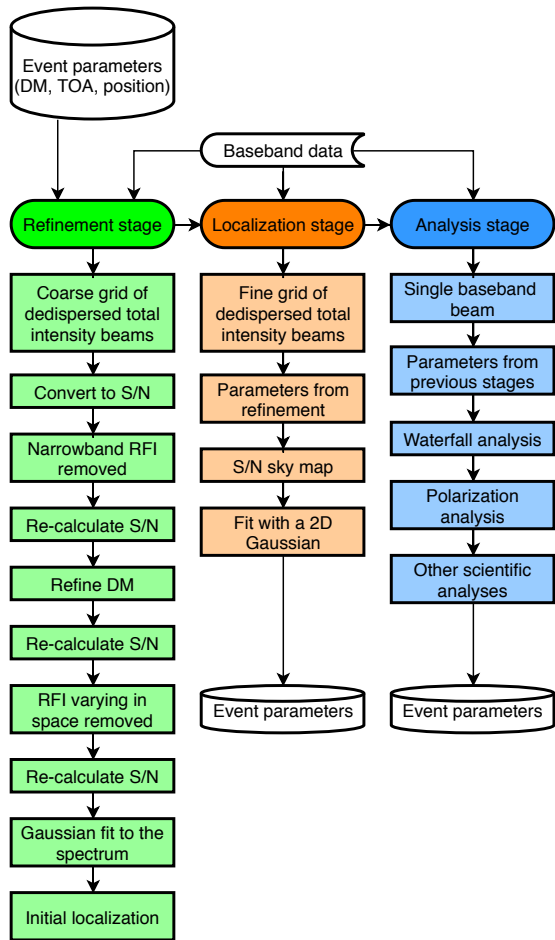 Event parameters
(DM, TOA, position)
Baseband data
Refinement stage
Localization stage
Analysis stage
Coarse grid of
dedispersed total
intensity beams
Convert to S/N
Narrowband RFI
removed
Re-calculate S/N
Refine DM
Re-calculate S/N
RFI varying in
space removed
Re-calculate S/N
Gaussian fit to the
spectrum
Initial localization
Fine grid of
dedispersed total
intensity beams
Parameters from
refinement
S/N sky map
Fit with a 2D
Gaussian
Event parameters
Single baseband
beam
Parameters from
previous stages
Waterfall analysis
Polarization
analysis
Other scientific
analyses
Event parameters